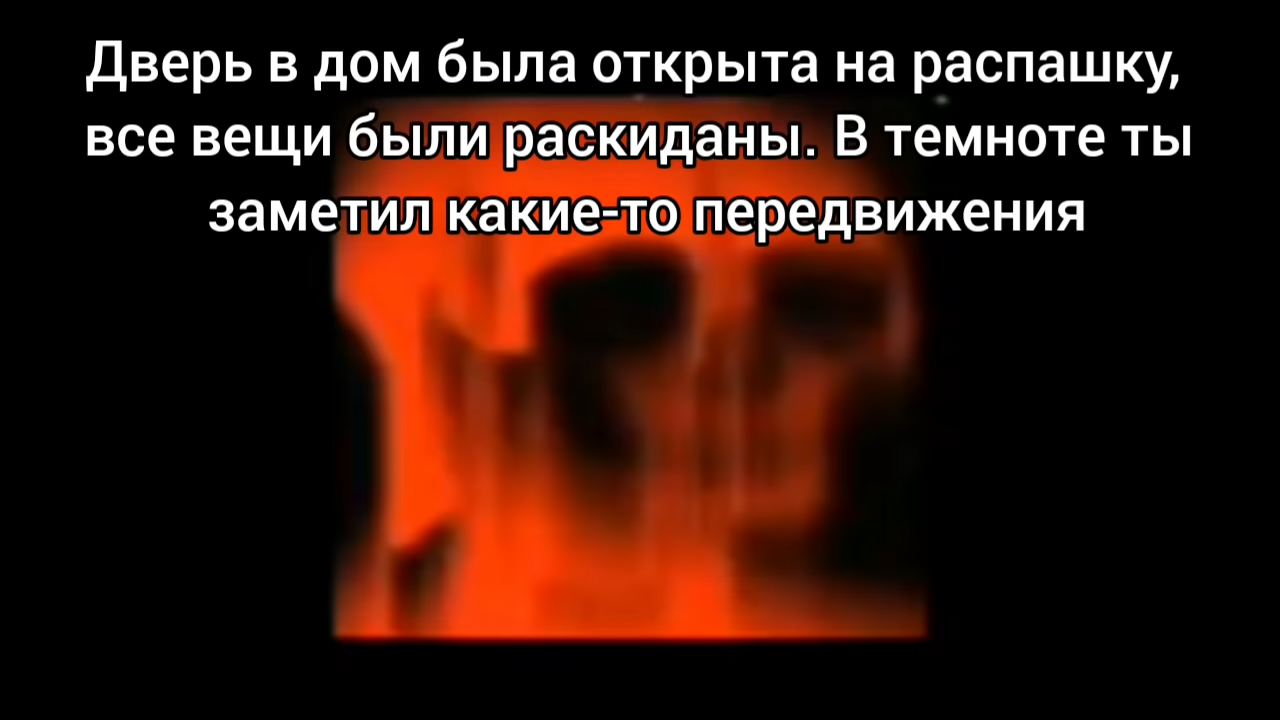 Дверь в дом была открыта на распашку,
все вещи были раскиданы. В темноте ты
заметил какие-то передвижения